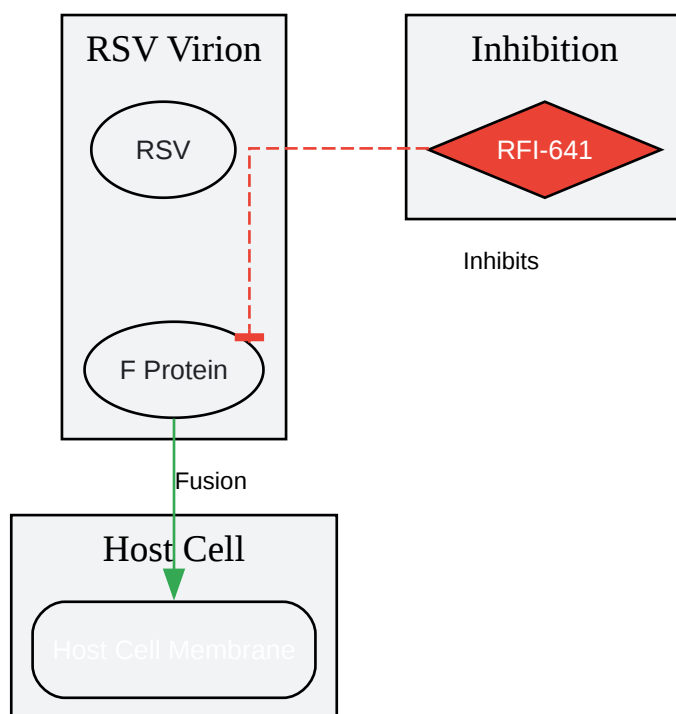 RSV Virion
Inhibition
RSV
RFI-641
Inhibits
F Protein
Fusion
Host Cell
Host Cell Membrane